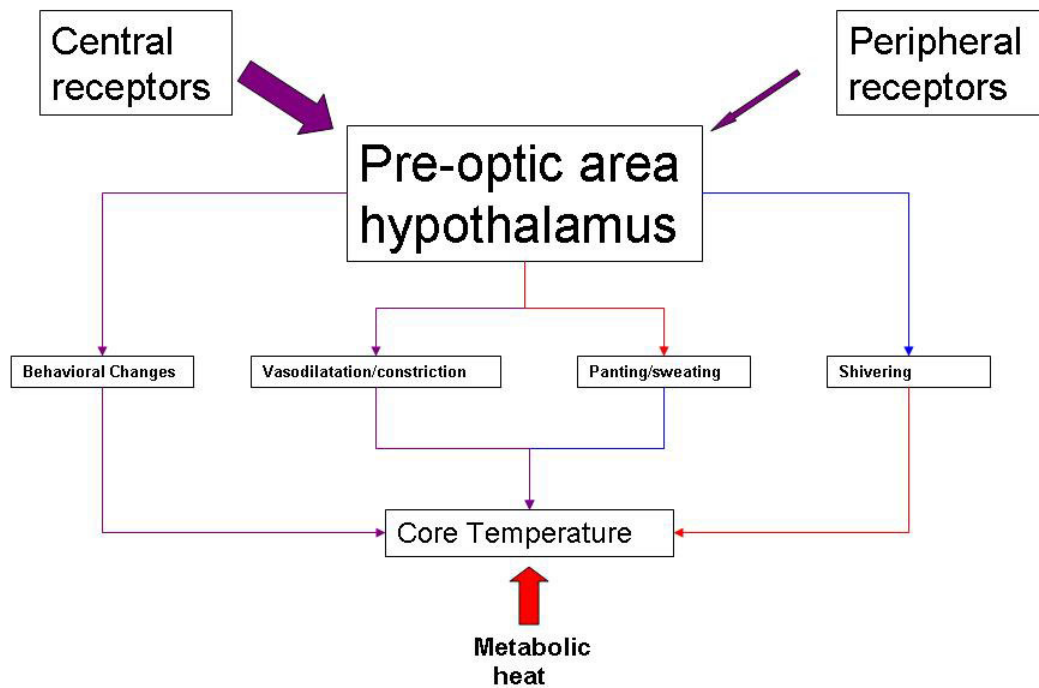 Central
receptors
Peripheral
receptors
Pre-optic area
hypothalamus
Behavioral Changes
Vasodilatation/constriction
Panting/sweating
Shivering
Core Temperature
Metabolic
heat